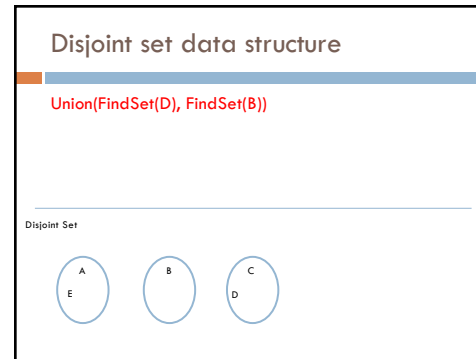 Disjoint set data structure
Union(FindSet(D), FindSet(B))
Disjoint Set
A B C
E D